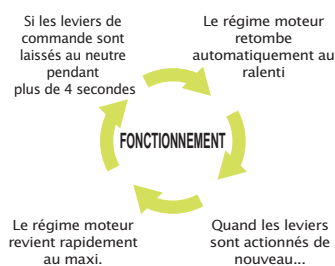 Si les leviers de
commande sont
laissés au neutre
pendant
plus de 4 secondes
Le régime moteur
retombe
automatiquement au
ralenti
FONCTIONNEMENT
Le régime moteur
revient rapidement
au maxi.
Quand les leviers
sont actionnés de
nouveau...